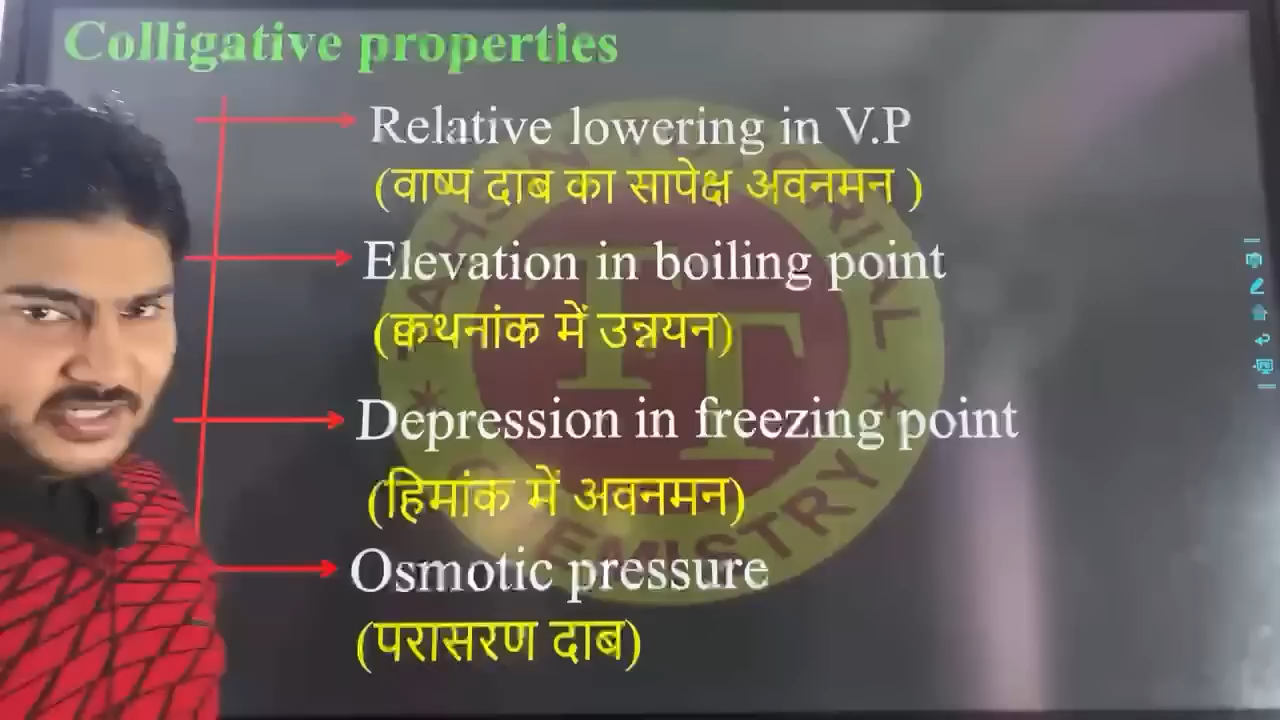 Colligative properties
Relative lowering in V.P
(वाष्प दाब का सापेक्ष अवनमन )
Elevation in boiling point
(क्वथनांक में उन्नयन)
Depression in freezing point
(हिमांक में अवनमन)
Osmotic pressure
(परासरण दाब)
TT